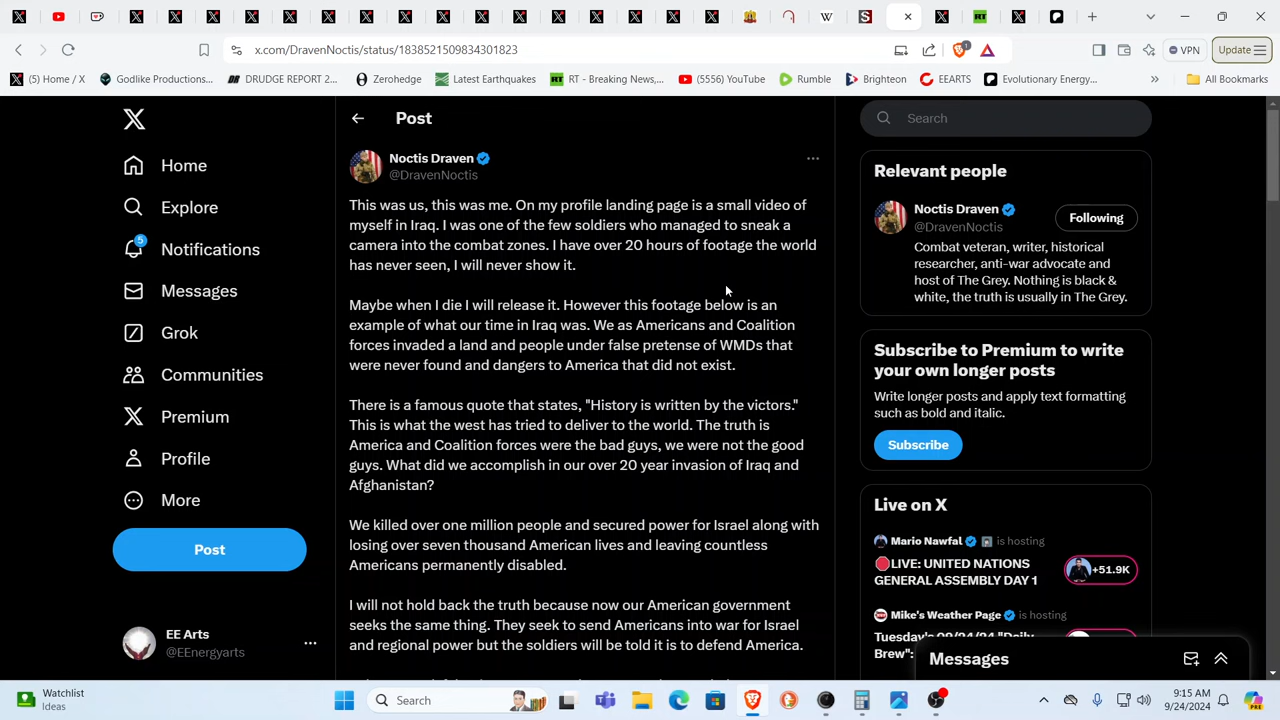 x.com/DravenNoctis/status/1838521509834301823
VPN
Update
(5) Home / X
Godlike Productions...
DRUDGE REPORT 2...
Zerohedge
Latest Earthquakes
RT - Breaking News,...
(5556) YouTube
Rumble
Brighteon
EEARTS
Evolutionary Energy...
All Bookmarks
Home
Explore
5
Notifications
Messages
Grok
Communities
Premium
Profile
More
Post
EE Arts
@EEnergyarts
Post
Noctis Draven
@DravenNoctis
This was us, this was me. On my profile landing page is a small video of
myself in Iraq. I was one of the few soldiers who managed to sneak a
camera into the combat zones. I have over 20 hours of footage the world
has never seen, I will never show it.
Maybe when I die I will release it. However this footage below is an
example of what our time in Iraq was. We as Americans and Coalition
forces invaded a land and people under false pretense of WMDs that
were never found and dangers to America that did not exist.
There is a famous quote that states, "History is written by the victors."
This is what the west has tried to deliver to the world. The truth is
America and Coalition forces were the bad guys, we were not the good
guys. What did we accomplish in our over 20 year invasion of Iraq and
Afghanistan?
We killed over one million people and secured power for Israel along with
losing over seven thousand American lives and leaving countless
Americans permanently disabled.
I will not hold back the truth because now our American government
seeks the same thing. They seek to send Americans into war for Israel
and regional power but the soldiers will be told it is to defend America.
Search
Relevant people
Noctis Draven
@DravenNoctis
Following
Combat veteran, writer, historical
researcher, anti-war advocate and
host of The Grey. Nothing is black &
white, the truth is usually in The Grey.
Subscribe to Premium to write
your own longer posts
Write longer posts and apply text formatting
such as bold and italic.
Subscribe
Live on X
Mario Nawfal is hosting
LIVE: UNITED NATIONS
GENERAL ASSEMBLY DAY 1
+51.9K
Mike's Weather Page is hosting
Tuesday's 09/24/24 "Daily
Brew":
Messages
Watchlist
Ideas
Search
9:15 AM
9/24/2024